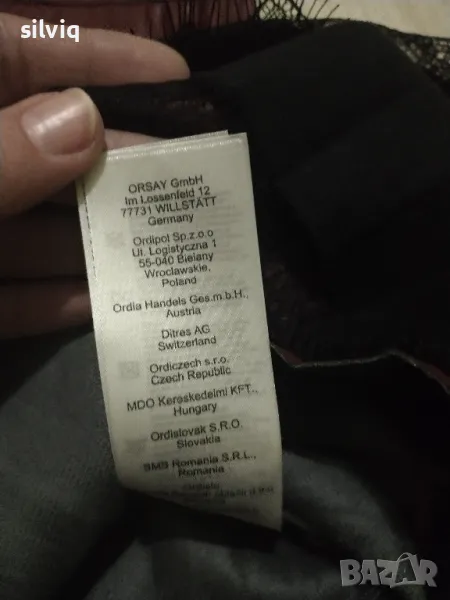 silviq
ORSAY GmbH
Im Lossenfeld 12
77731 WILLSTÄTT
Germany
Ordipol Sp.z.o.o
Ul. Logistyczna 1
55-040 Bielany
Wroclawskie,
Poland
Ordia Handels Ges.m.b.H.,
Austria
Ditres AG
Switzerland
Ordiczech s.r.o.
Czech Republic
MDO Kereskedelmi KFT.,
Hungary
Ordislovak S.R.O.
Slovakia
SMS Romania S.R.L.,
Romania
BAZAR